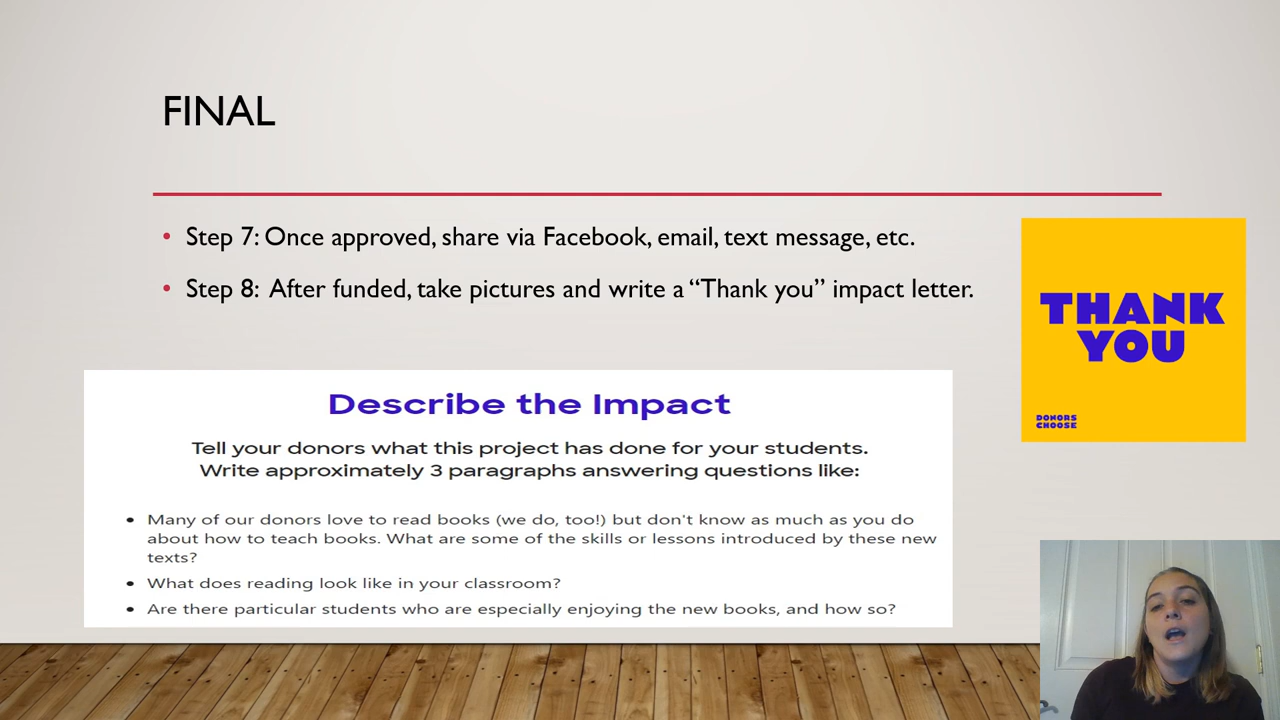 FINAL
• Step 7: Once approved, share via Facebook, email, text message, etc.
• Step 8:  After funded, take pictures and write a “Thank you” impact letter.
THANK
YOU
DONORS
CHOOSE
Describe the Impact
Tell your donors what this project has done for your students.
Write approximately 3 paragraphs answering questions like:
• Many of our donors love to read books (we do, too!) but don't know as much as you do
about how to teach books. What are some of the skills or lessons introduced by these new
texts?
• What does reading look like in your classroom?
• Are there particular students who are especially enjoying the new books, and how so?